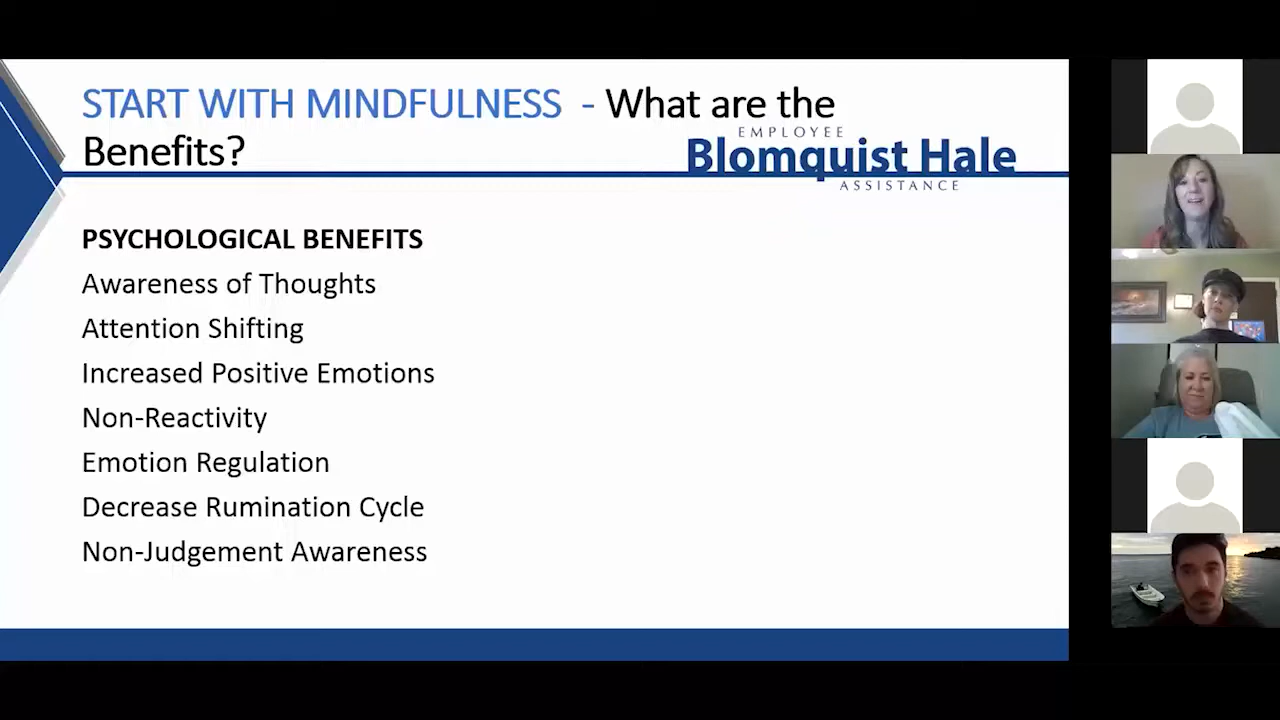 START WITH MINDFULNESS - What are the
Benefits?
EMPLOYEE
Blomquist Hale
ASSISTANCE
PSYCHOLOGICAL BENEFITS
Awareness of Thoughts
Attention Shifting
Increased Positive Emotions
Non-Reactivity
Emotion Regulation
Decrease Rumination Cycle
Non-Judgement Awareness